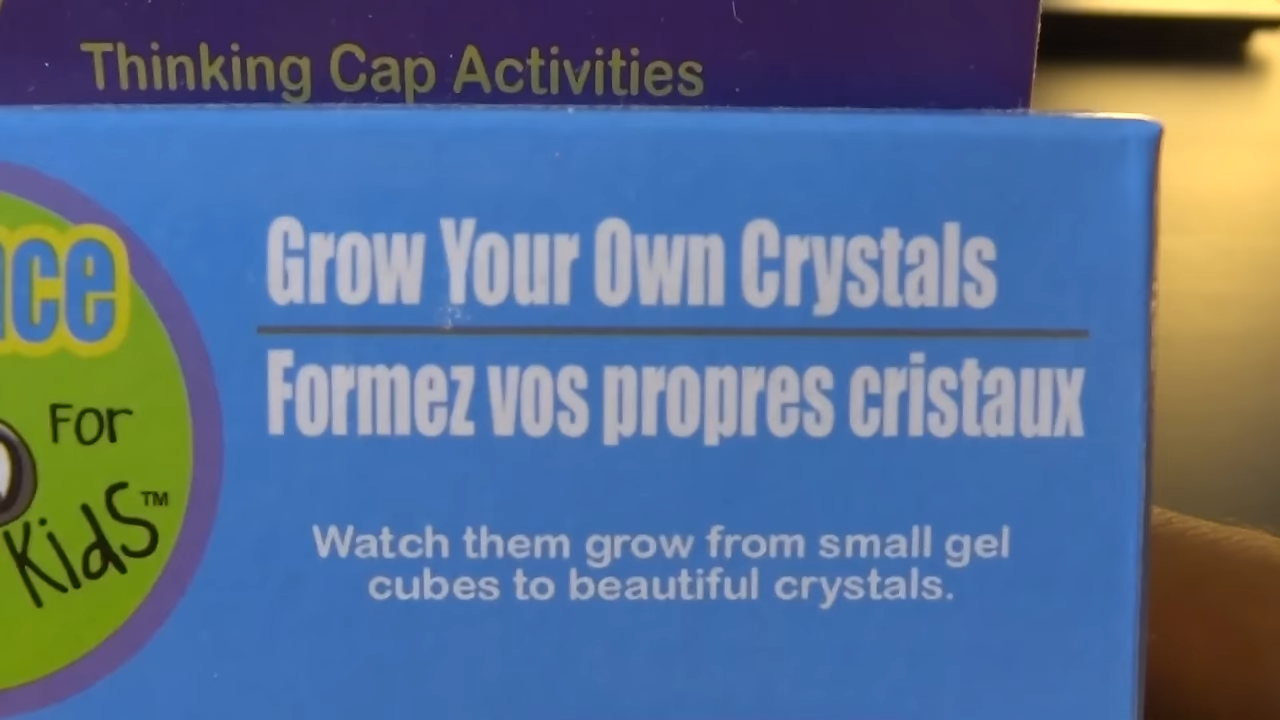 Thinking Cap Activities
Grow Your Own Crystals
Formez vos propres cristaux
For
Kids™
Watch them grow from small gel
cubes to beautiful crystals.